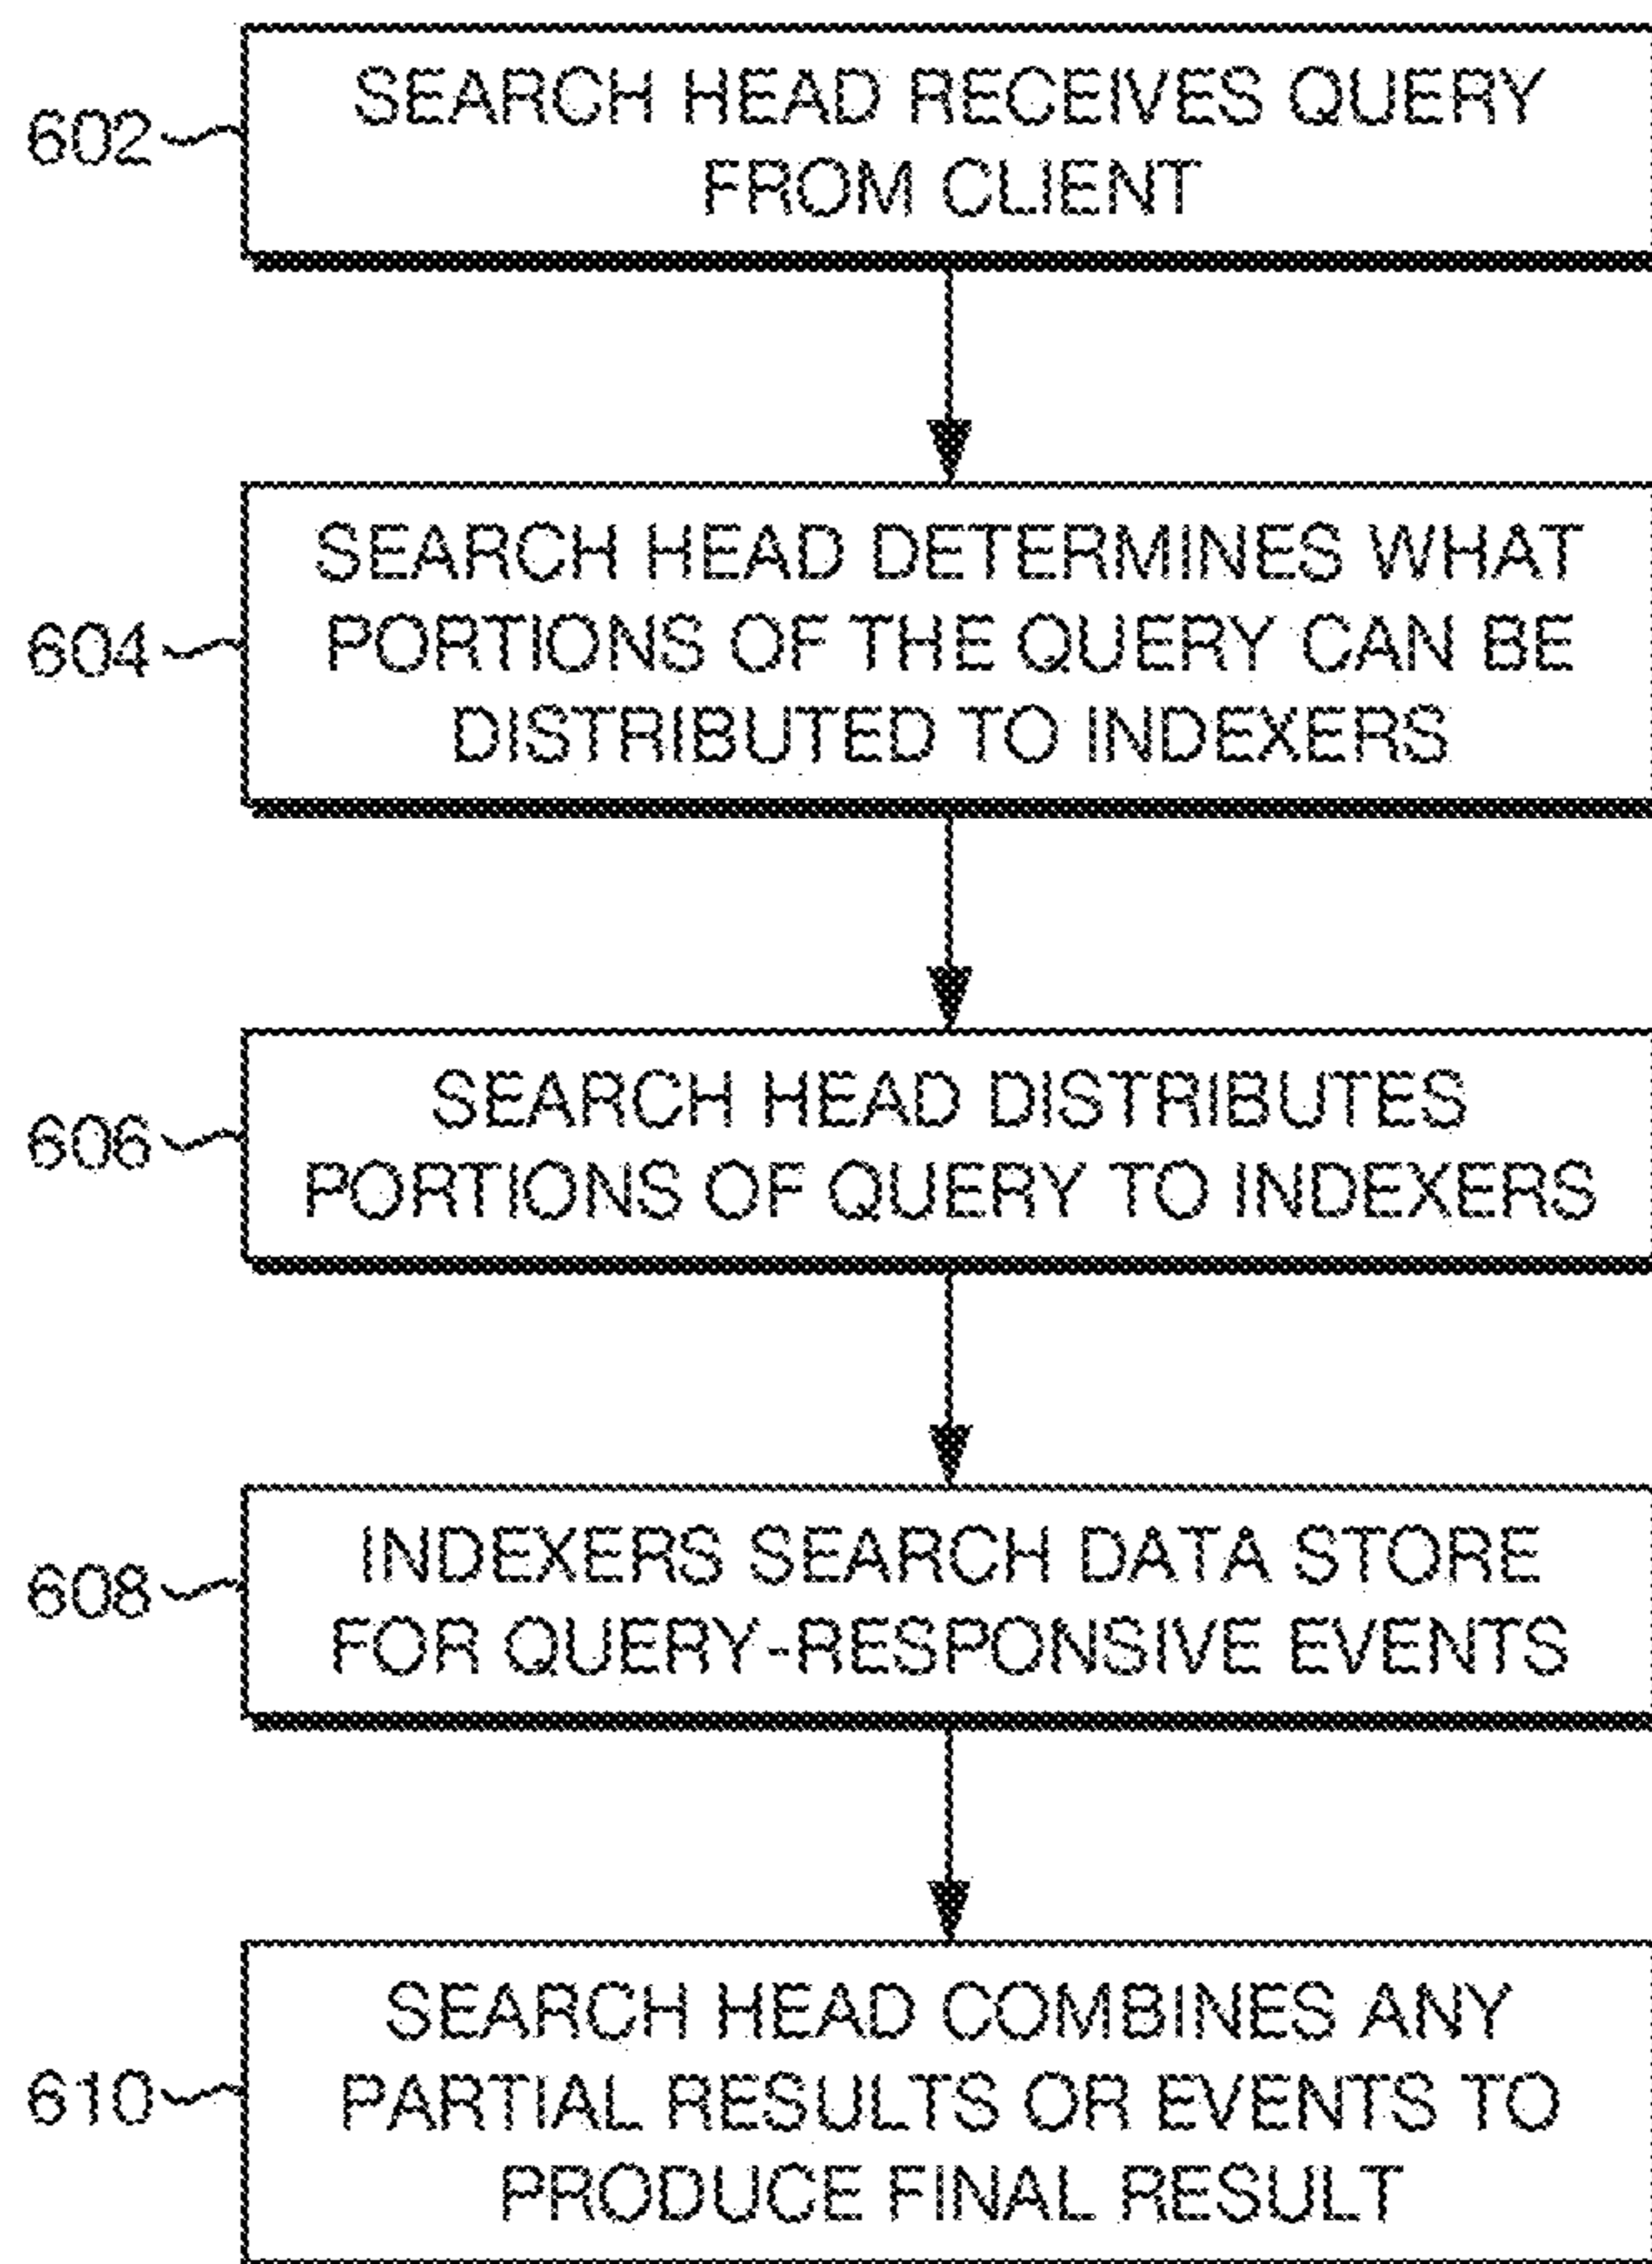 602
SEARCH HEAD RECEIVES QUERY
FROM CLIENT
604
SEARCH HEAD DETERMINES WHAT
PORTIONS OF THE QUERY CAN BE
DISTRIBUTED TO INDEXERS
606
SEARCH HEAD DISTRIBUTES
PORTIONS OF QUERY TO INDEXERS
608
INDEXERS SEARCH DATA STORE
FOR QUERY-RESPONSIVE EVENTS
610
SEARCH HEAD COMBINES ANY
PARTIAL RESULTS OR EVENTS TO
PRODUCE FINAL RESULT